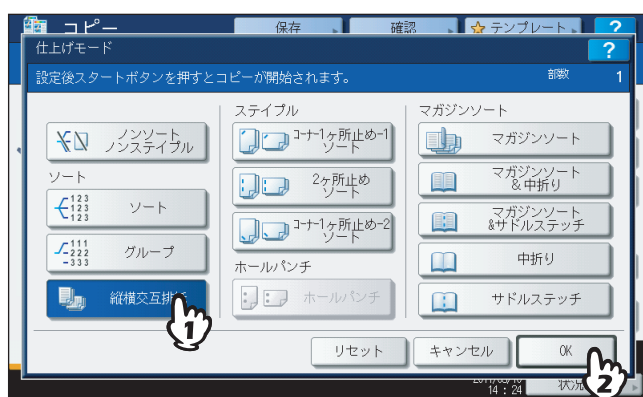 コピー
保存
確認
テンプレート
?
仕上げモード
?
設定後スタートボタンを押すとコピーが開始されます。
部数 1
ノンソート
ノンステイプル
ソート
123
123
123
ソート
111
222
333
グループ
縦横交互排
1
ステイプル
コーナー1ヶ所止め-1
ソート
2ヶ所止め
ソート
コーナー1ヶ所止め-2
ソート
ホールパンチ
ホールパンチ
マガジンソート
マガジンソート
マガジンソート
&中折り
マガジンソート
&サドルステッチ
中折り
サドルステッチ
リセット
キャンセル
OK
2
14:24
状況